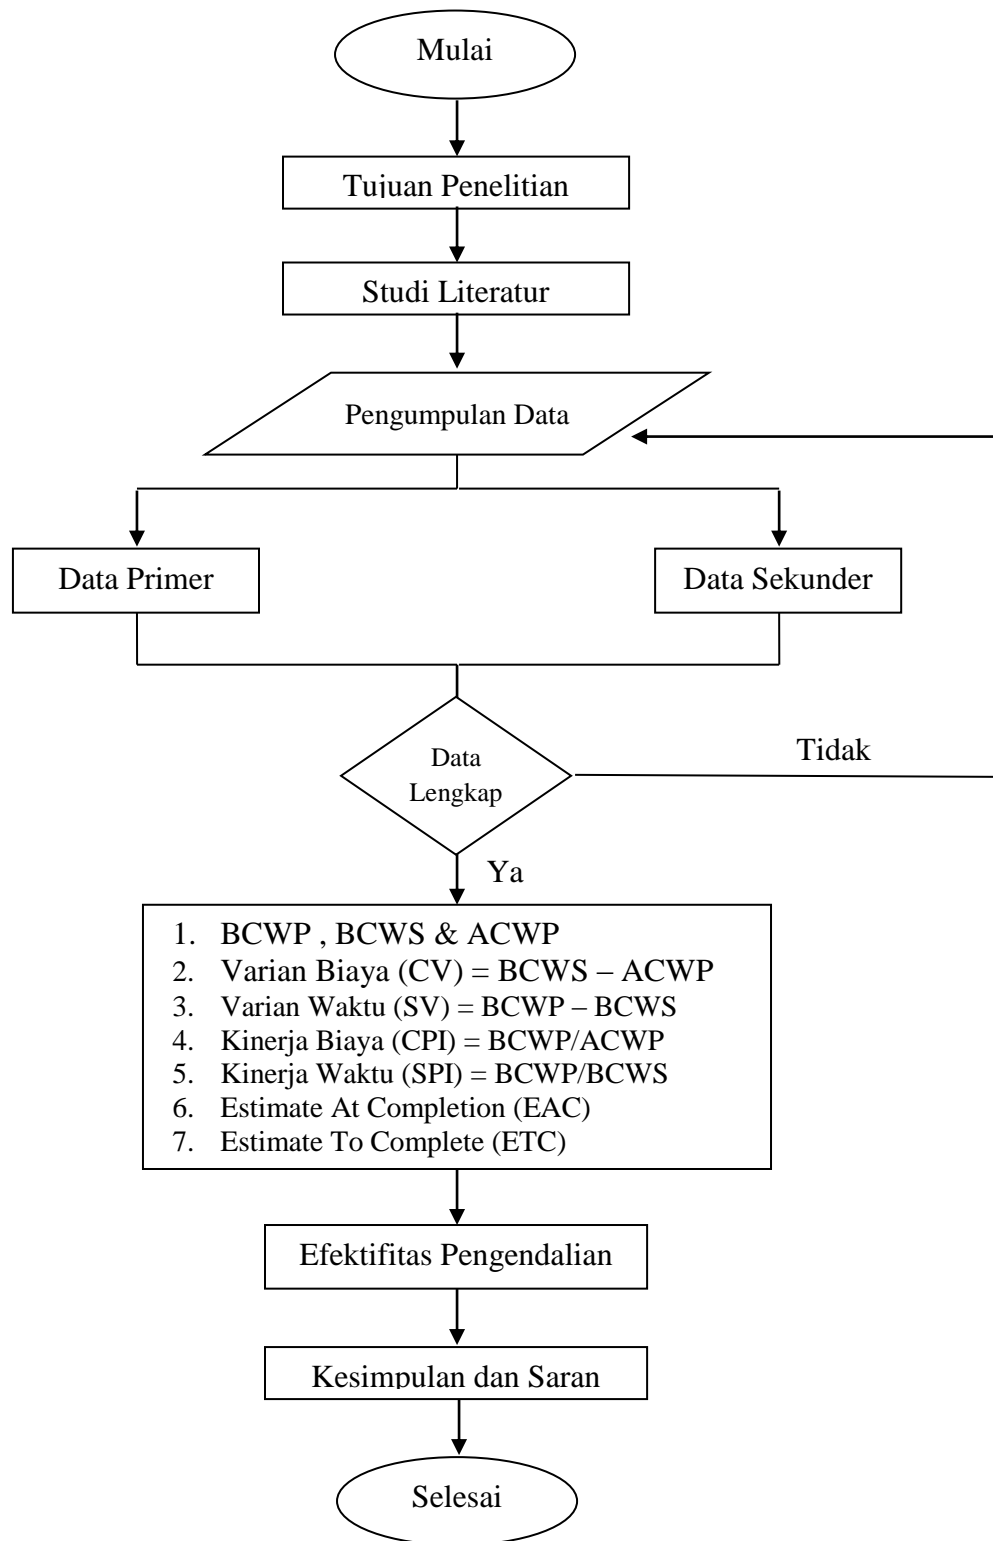 Mulai
Tujuan Penelitian
Studi Literatur
Pengumpulan Data
Data Primer
Data Sekunder
Data
Lengkap
Tidak
Ya
1. BCWP , BCWS & ACWP
2. Varian Biaya (CV) = BCWS – ACWP
3. Varian Waktu (SV) = BCWP – BCWS
4. Kinerja Biaya (CPI) = BCWP/ACWP
5. Kinerja Waktu (SPI) = BCWP/BCWS
6. Estimate At Completion (EAC)
7. Estimate To Complete (ETC)
Efektifitas Pengendalian
Kesimpulan dan Saran
Selesai